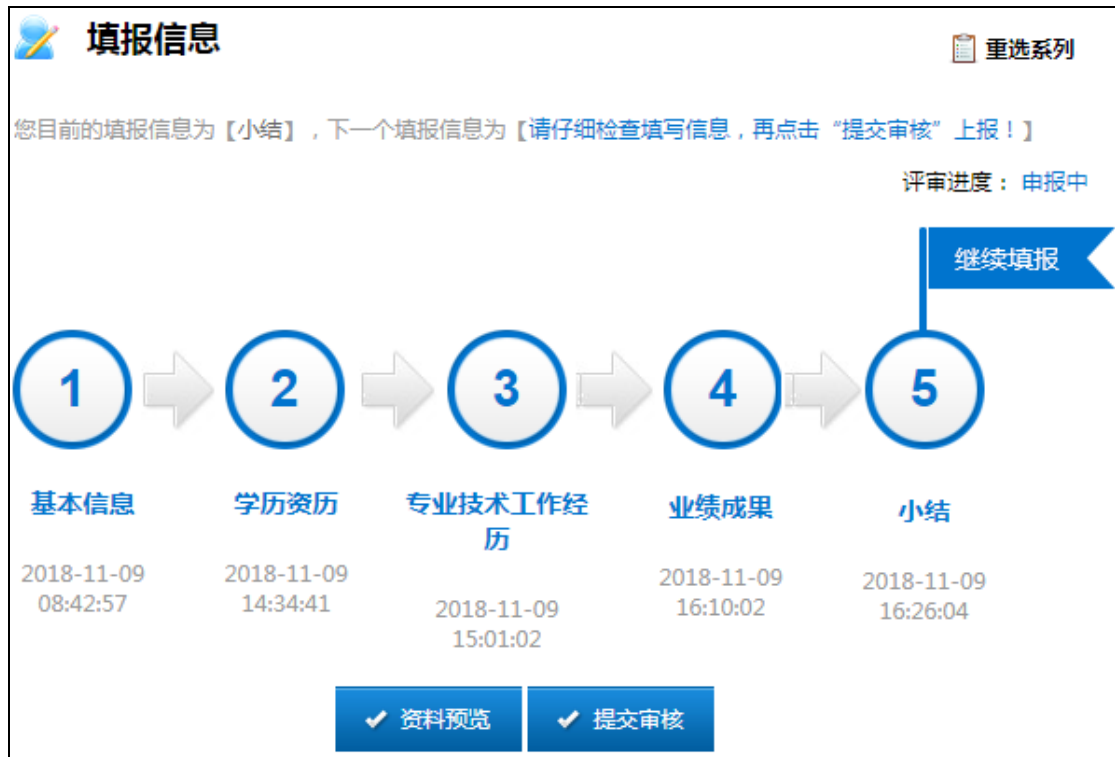 填报信息
重选系列
您目前的填报信息为【小结】，下一个填报信息为【请仔细检查填写信息，再点击“提交审核”上报！】
评审进度：申报中
继续填报
1
2
3
4
5
基本信息
学历资历
专业技术工作经
历
业绩成果
小结
2018-11-09
08:42:57
2018-11-09
14:34:41
2018-11-09
15:01:02
2018-11-09
16:10:02
2018-11-09
16:26:04
资料预览
提交审核